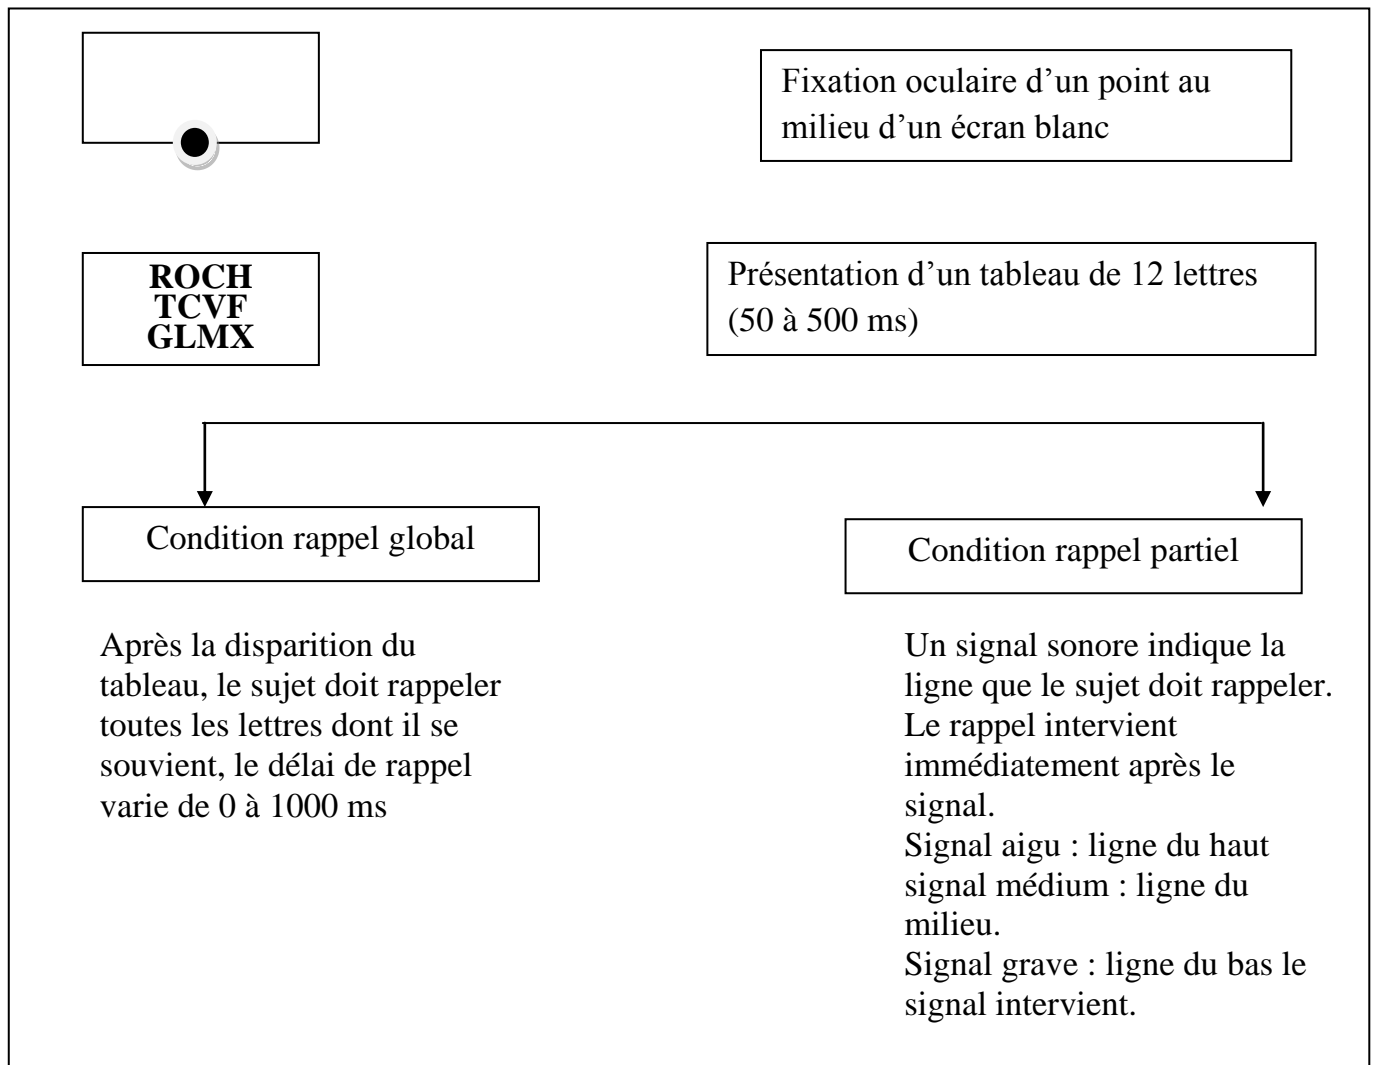 Fixation oculaire d’un point au
milieu d’un écran blanc
ROCH
TCVF
GLMX
Présentation d’un tableau de 12 lettres
(50 à 500 ms)
Condition rappel global
Condition rappel partiel
Après la disparition du
tableau, le sujet doit rappeler
toutes les lettres dont il se
souvient, le délai de rappel
varie de 0 à 1000 ms
Un signal sonore indique la
ligne que le sujet doit rappeler.
Le rappel intervient
immédiatement après le
signal.
Signal aigu : ligne du haut
signal médium : ligne du
milieu.
Signal grave : ligne du bas le
signal intervient.